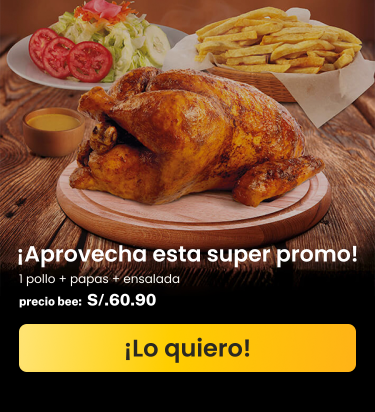 ¡Aprovecha esta super promo!
1 pollo + papas + ensalada
precio bee: S/.60.90
¡Lo quiero!